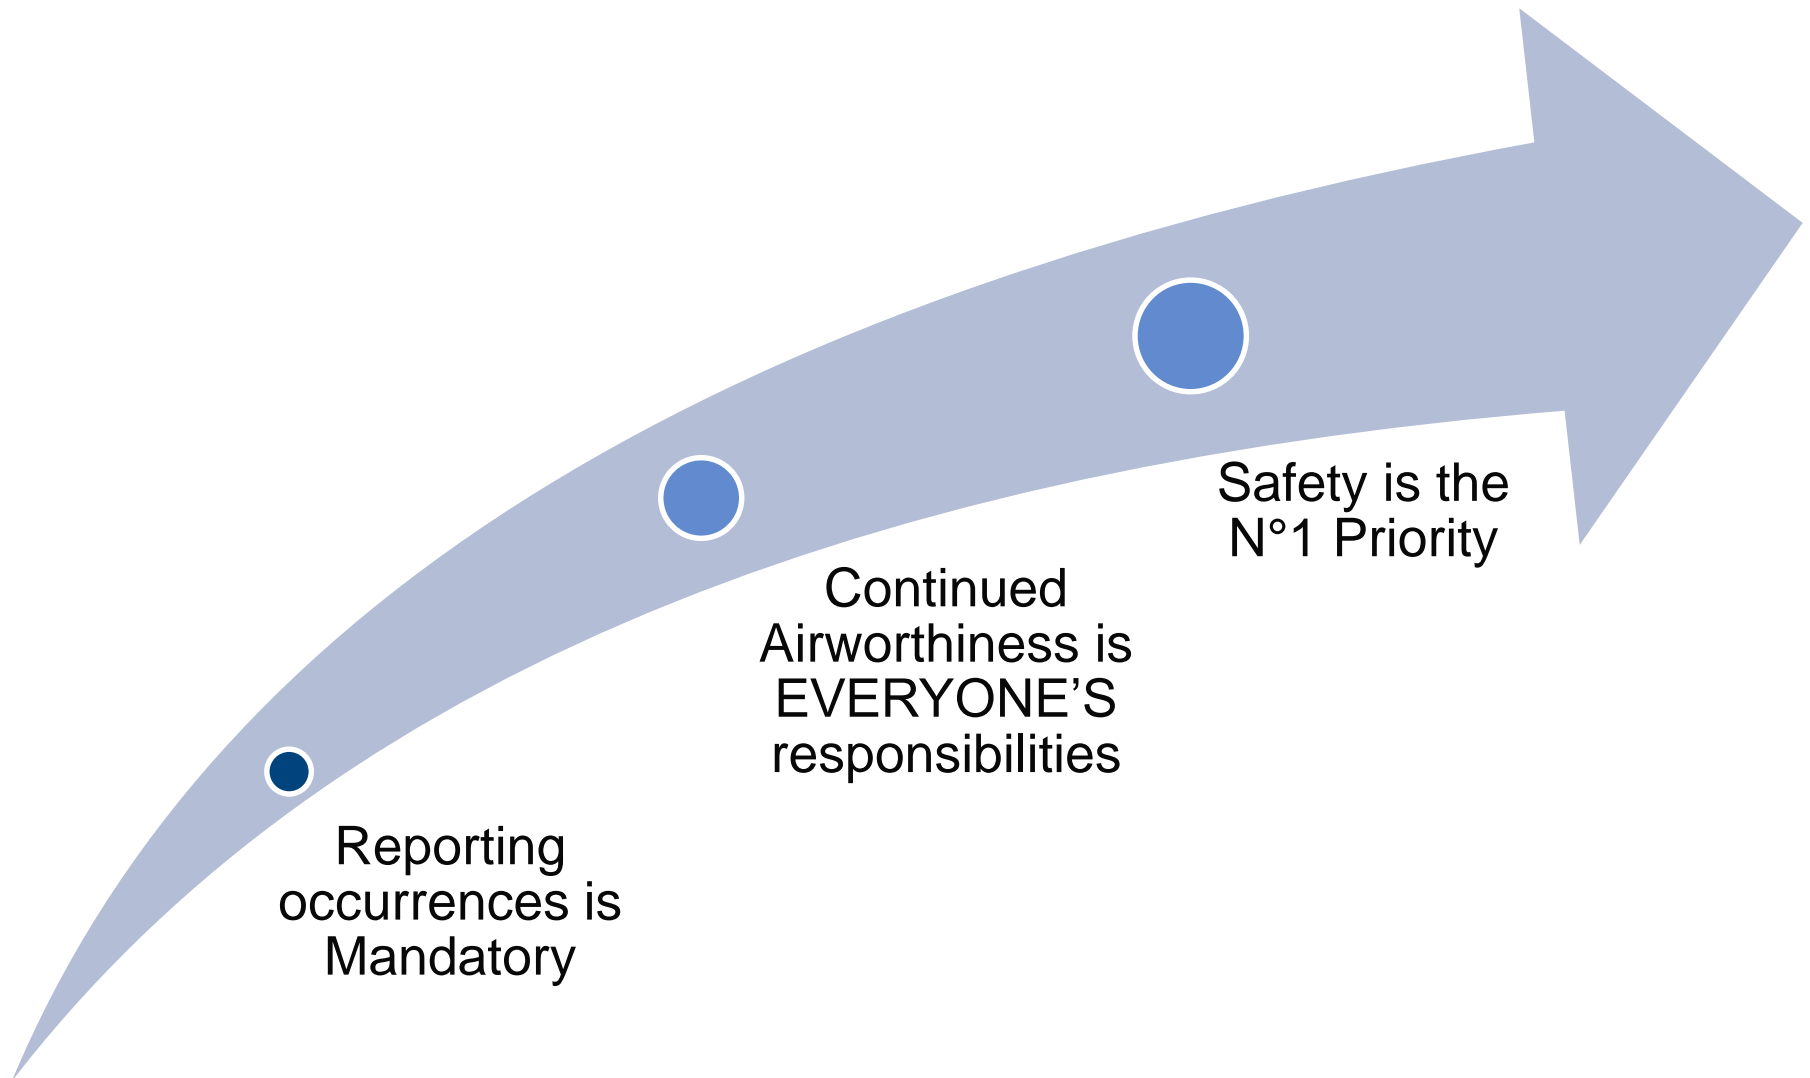 Reporting
occurrences is
Mandatory
Continued
Airworthiness is
EVERYONE’S
responsibilities
Safety is the
N°1 Priority